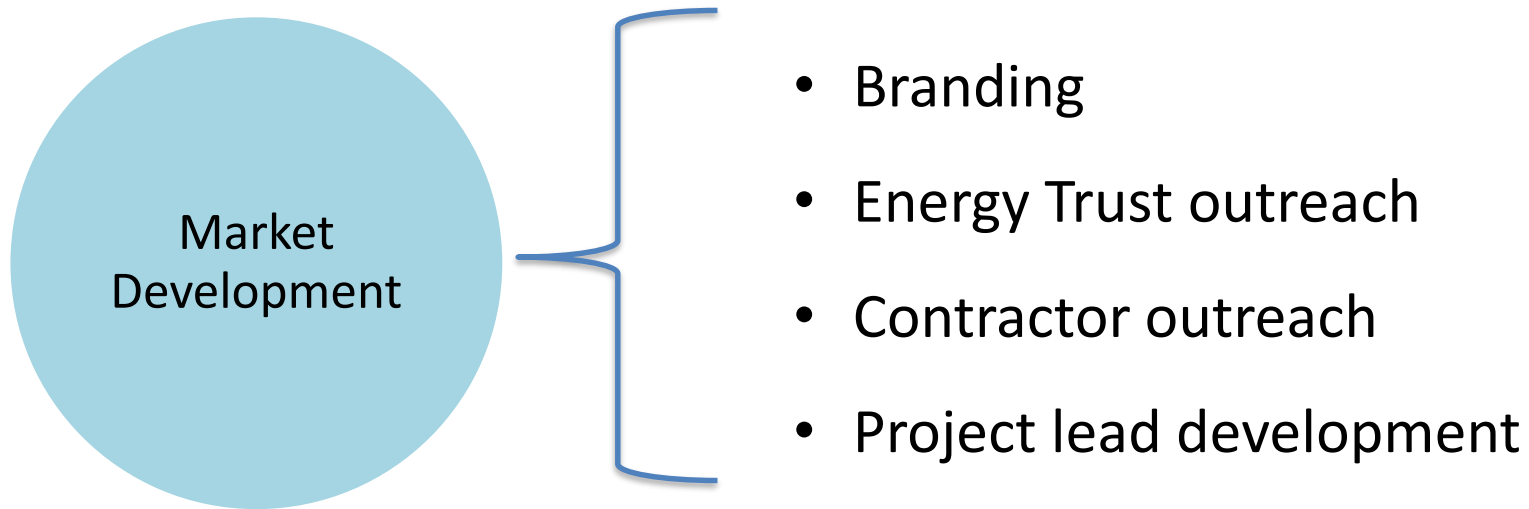 Market
Development
• Branding
• Energy Trust outreach
• Contractor outreach
• Project lead development